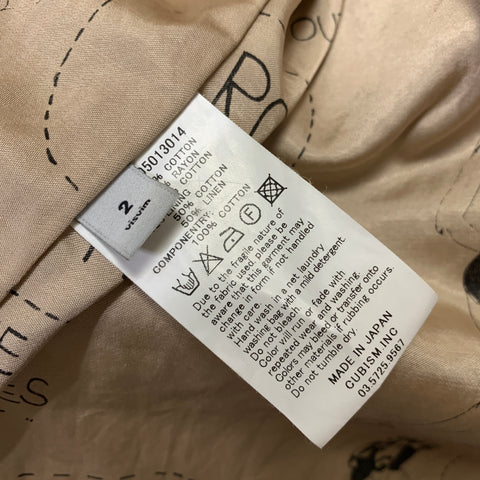 2
visvim
5013014
% COTTON
RAYON
COTTON
LINING
50% COTTON
50% LINEN
COMPONENTRY:
100% COTTON
Due to the fragile nature of
the fabric used, please be
aware that this garment may
change in form if not handled
with care.
Hand wash in a net laundry
washing bag with a mild detergent.
Do not bleach.
Color will run or fade with
repeated wear and washing.
Colors may bleed or transfer onto
other materials if rubbing occurs.
Do not tumble dry.
MADE IN JAPAN
CUBISM INC
03.5725.9567